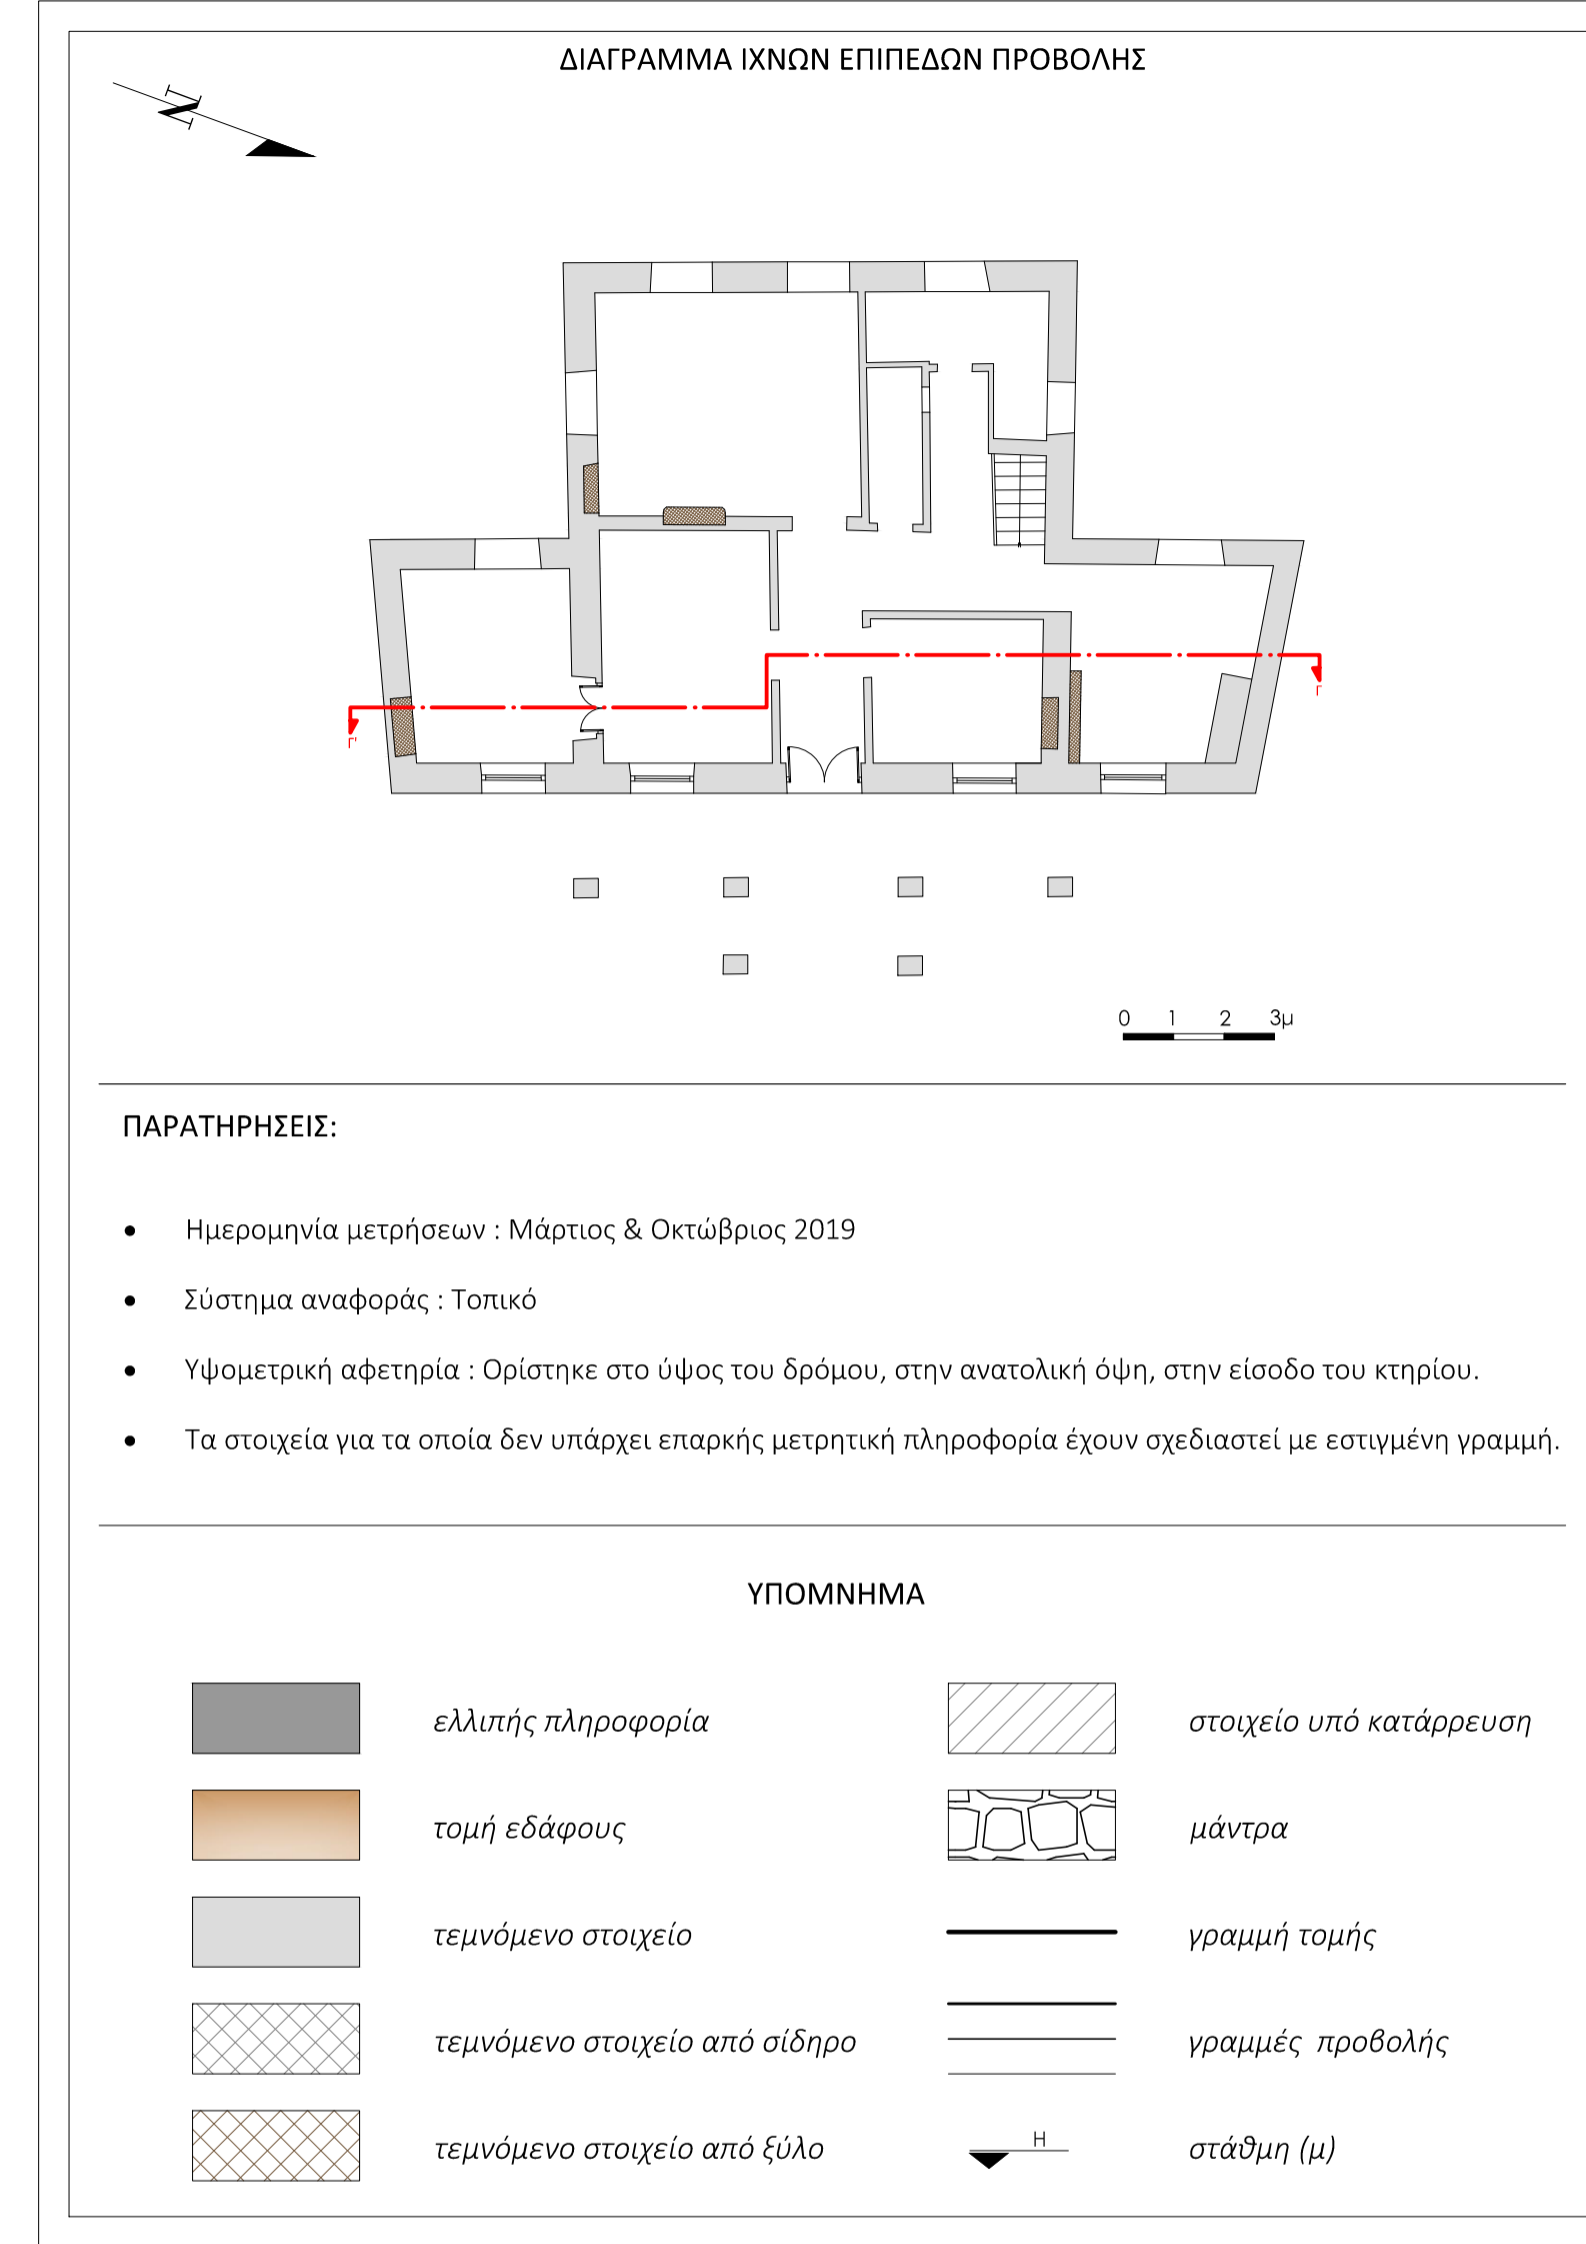 ΔΙΑΓΡΑΜΜΑ ΙΧΝΩΝ ΕΠΙΠΕΔΩΝ ΠΡΟΒΟΛΗΣ
N
Γ
Γ'
0 1 2 3μ
ΠΑΡΑΤΗΡΗΣΕΙΣ:
• Ημερομηνία μετρήσεων : Μάρτιος & Οκτώβριος 2019
• Σύστημα αναφοράς : Τοπικό
• Υψομετρική αφετηρία : Ορίστηκε στο ύψος του δρόμου, στην ανατολική όψη, στην είσοδο του κτηρίου.
• Τα στοιχεία για τα οποία δεν υπάρχει επαρκής μετρητική πληροφορία έχουν σχεδιαστεί με εστιγμένη γραμμή.
ΥΠΟΜΝΗΜΑ
ελλιπής πληροφορία
στοιχείο υπό κατάρρευση
τομή εδάφους
μάντρα
τεμνόμενο στοιχείο
γραμμή τομής
τεμνόμενο στοιχείο από σίδηρο
γραμμές προβολής
τεμνόμενο στοιχείο από ξύλο
H
στάθμη (μ)